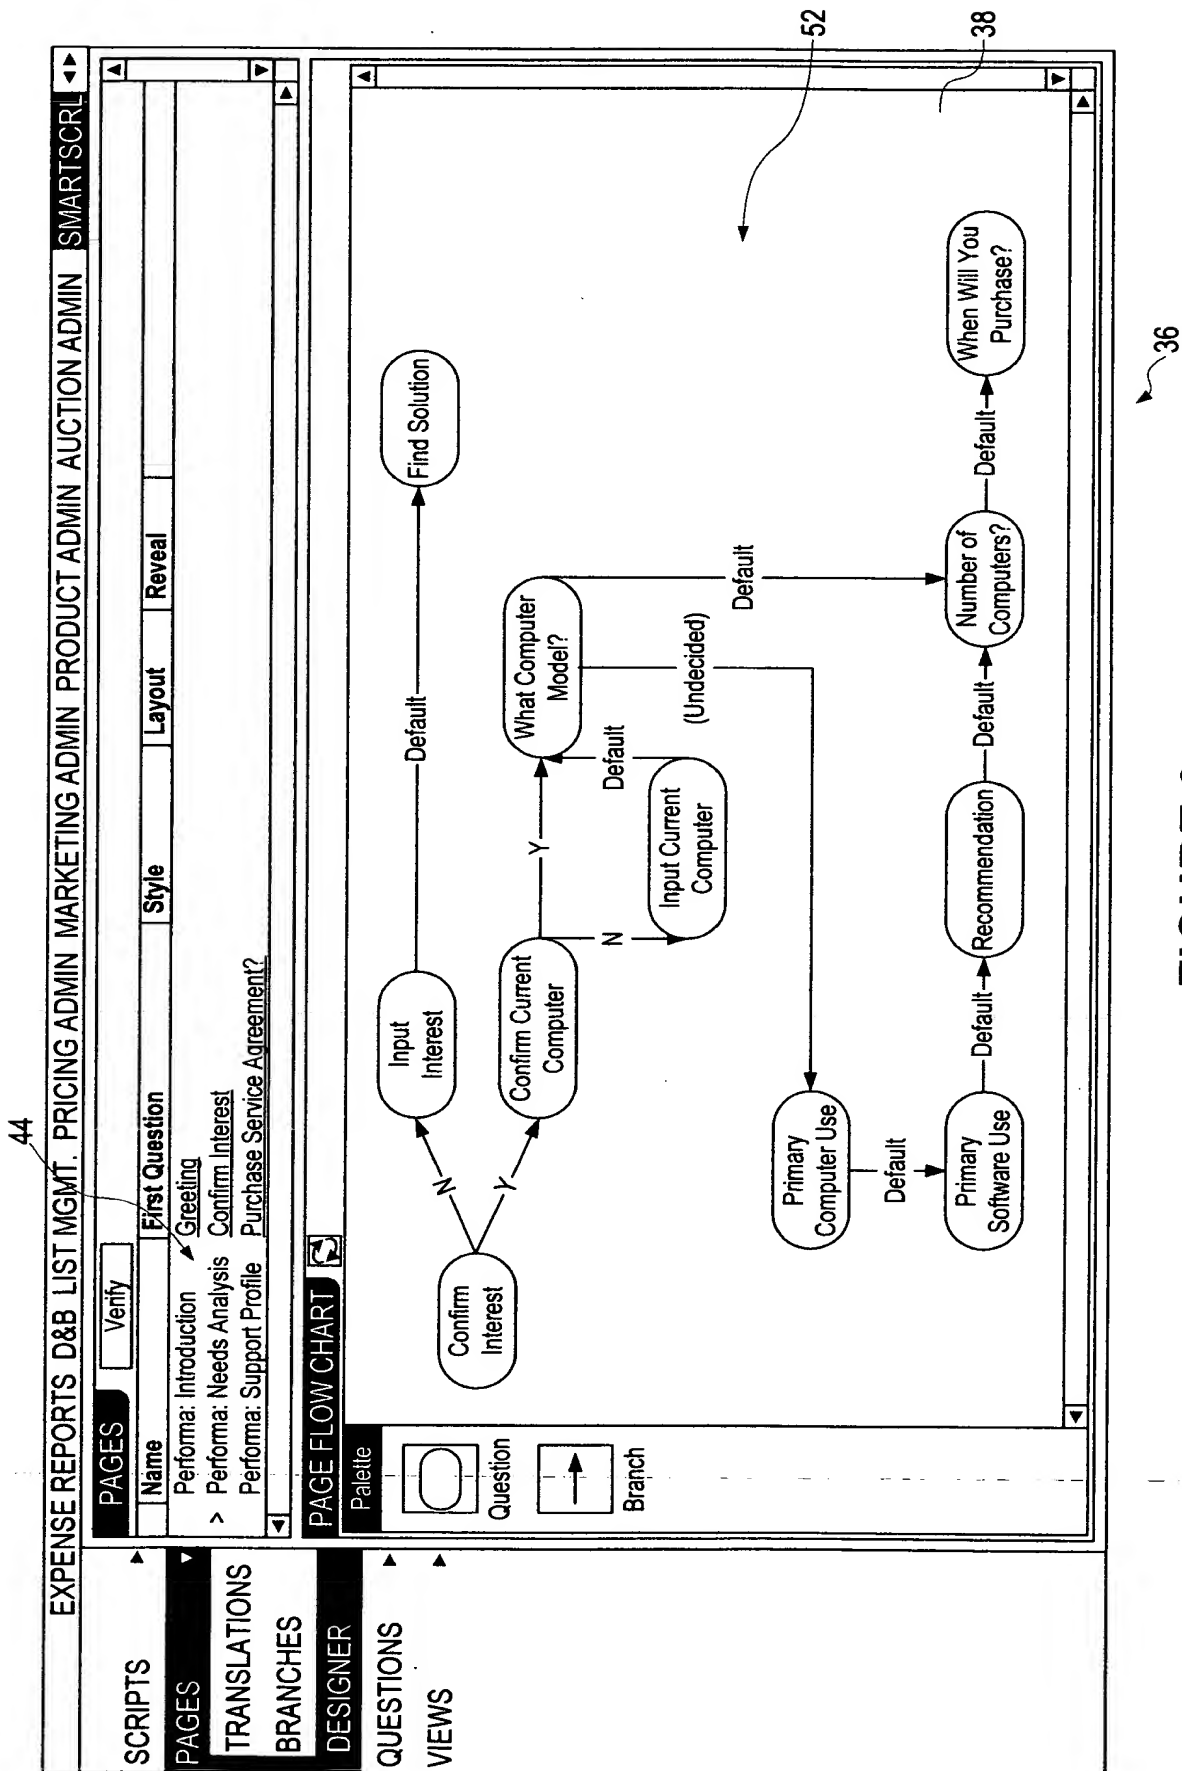 EXPENSE REPORTS D&B LIST MGMT. PRICING ADMIN MARKETING ADMIN PRODUCT ADMIN AUCTION ADMIN SMARTSCRL
44
SCRIPTS
PAGES
TRANSLATIONS
BRANCHES
DESIGNER
QUESTIONS
VIEWS
PAGES
Verify
Name First Question Style Layout Reveal
Performa: Introduction Greeting
> Performa: Needs Analysis Confirm Interest
Performa: Support Profile Purchase Service Agreement?
PAGE FLOW CHART
Palette
Question
Branch
Confirm
Interest
N
Y
Input
Interest
Default
Find Solution
Confirm Current
Computer
Y
N
Input Current
Computer
Default
What Computer
Model?
Default
(Undecided)
Primary
Computer Use
Default
Primary
Software Use
Default
Recommendation
Default
Number of
Computers?
Default
When Will You
Purchase?
52
38
36